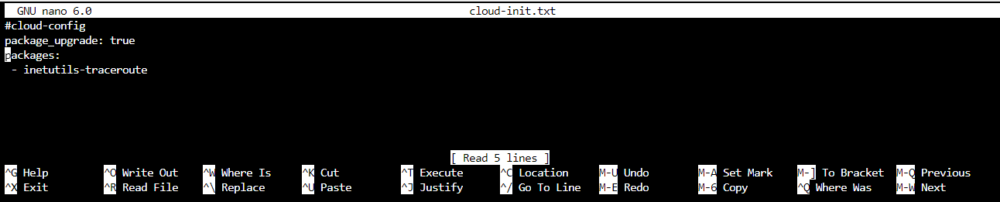 GNU nano 6.0 cloud-init.txt
#cloud-config
package_upgrade: true
packages:
 - inetutils-traceroute
[ Read 5 lines ]
^G Help ^O Write Out ^W Where Is ^K Cut ^T Execute ^C Location M-U Undo M-A Set Mark M-] To Bracket M-Q Previous
^X Exit ^R Read File ^\ Replace ^U Paste ^J Justify ^/ Go To Line M-E Redo M-6 Copy ^Q Where Was M-W Next